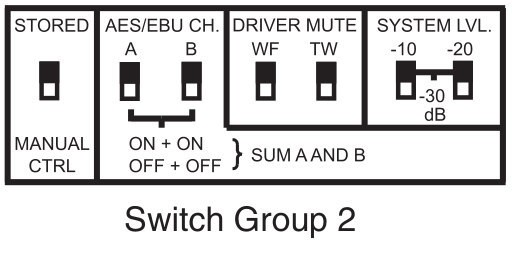 STORED AES/EBU CH. DRIVER MUTE SYSTEM LVL.
A B WF TW -10 -20
-30
dB
MANUAL ON + ON
CTRL OFF + OFF } SUM A AND B
Switch Group 2